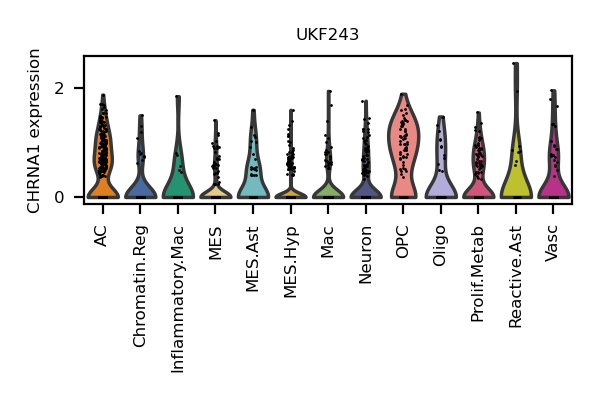 UKF243
CHRNA1 expression
2
0
AC
Chromatin.Reg
Inflammatory.Mac
MES
MES.Ast
MES.Hyp
Mac
Neuron
OPC
Oligo
Prolif.Metab
Reactive.Ast
Vasc